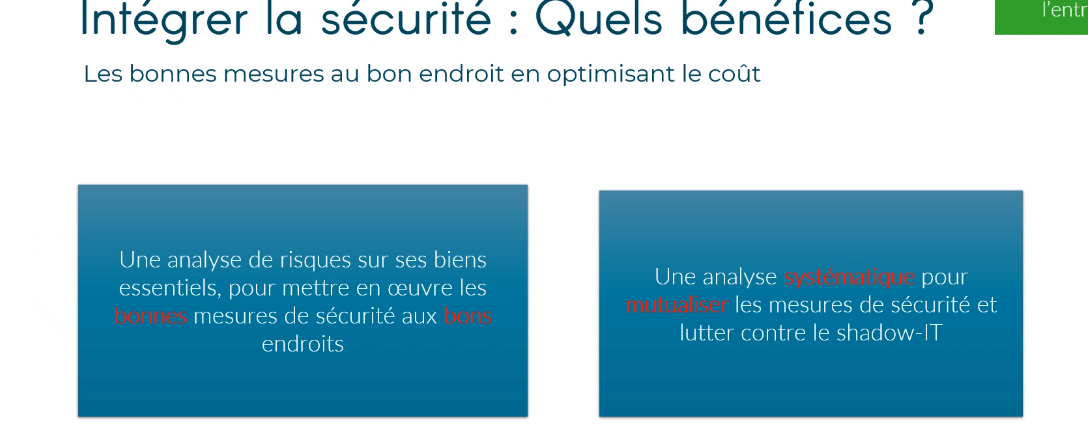 Intégrer la sécurité : Quels bénéfices ?
Les bonnes mesures au bon endroit en optimisant le coût
Une analyse de risques sur ses biens
essentiels, pour mettre en œuvre les
bonnes mesures de sécurité aux bons
endroits
Une analyse systématique pour
mutualiser les mesures de sécurité et
lutter contre le shadow-IT